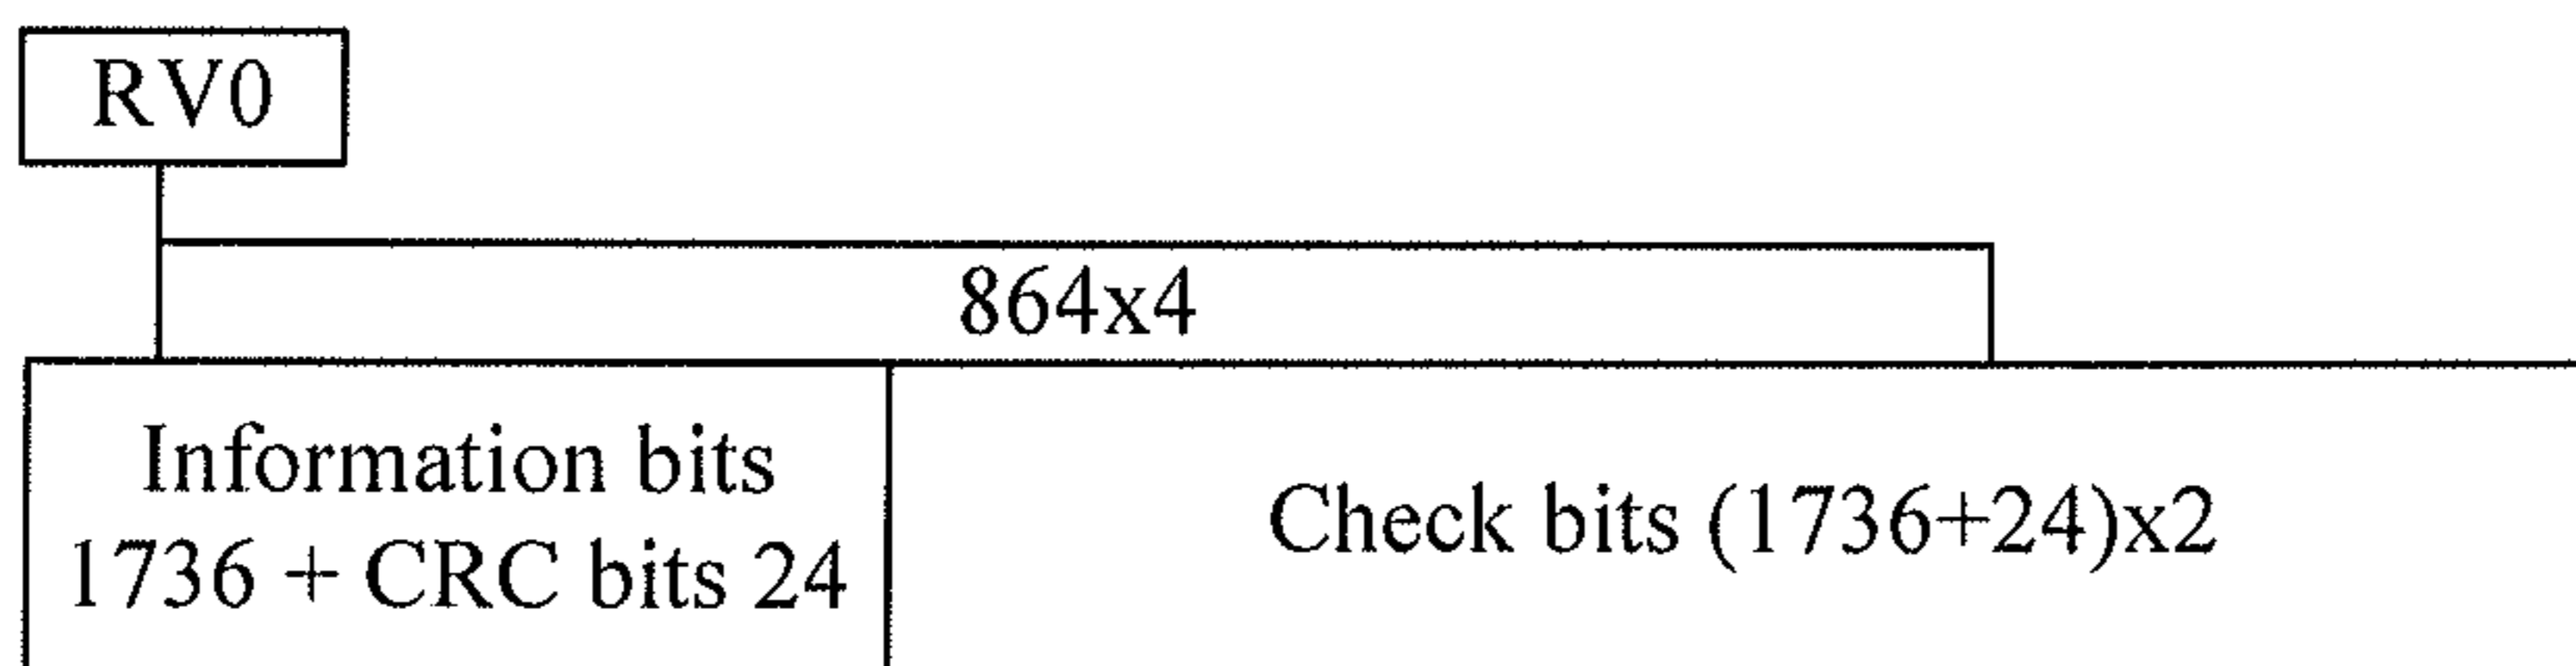 RV0
864x4
Information bits
1736 + CRC bits 24
Check bits (1736+24)x2